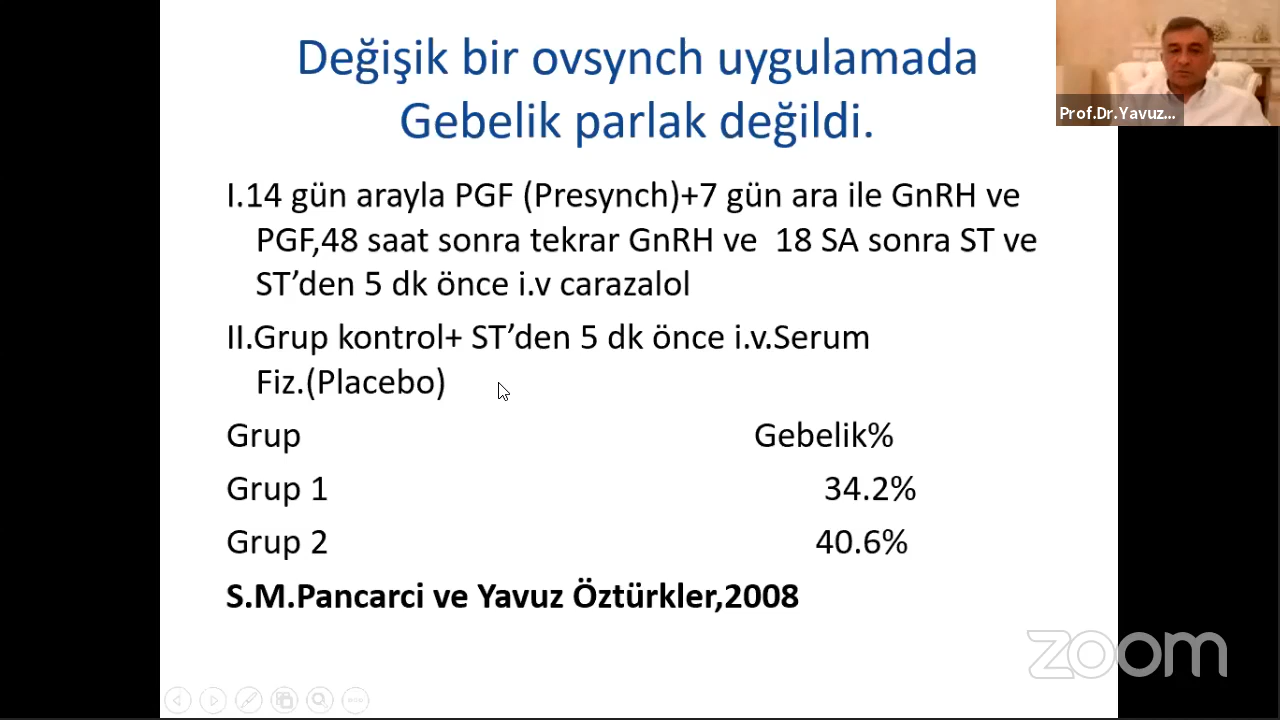 Değişik bir ovsynch uygulamada
Gebelik parlak değildi.
Prof.Dr.Yavuz...
I.14 gün arayla PGF (Presynch)+7 gün ara ile GnRH ve
PGF,48 saat sonra tekrar GnRH ve 18 SA sonra ST ve
ST’den 5 dk önce i.v carazalol
II.Grup kontrol+ ST’den 5 dk önce i.v.Serum
Fiz.(Placebo)
Grup Gebelik%
Grup 1 34.2%
Grup 2 40.6%
S.M.Pancarci ve Yavuz Öztürkler,2008
zoom